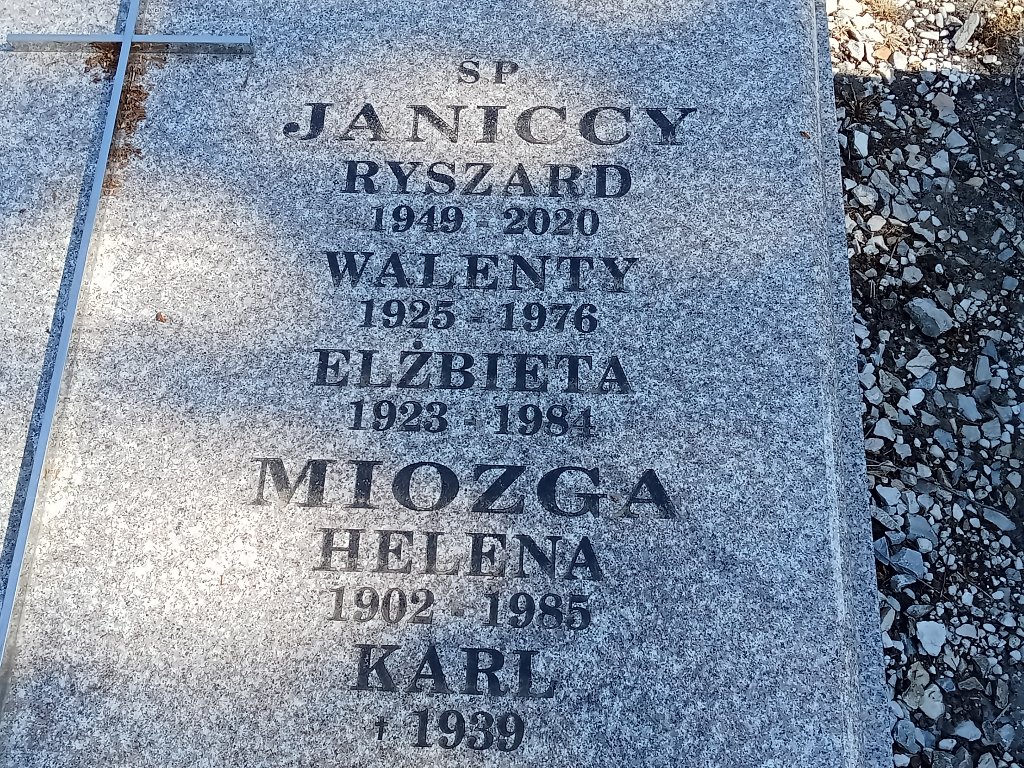 SP
JANICCY
RYSZARD
1949 - 2020
WALENTY
1925 - 1976
ELŻBIETA
1923 - 1984
MIOZGA
HELENA
1902 - 1985
KARL
† 1939